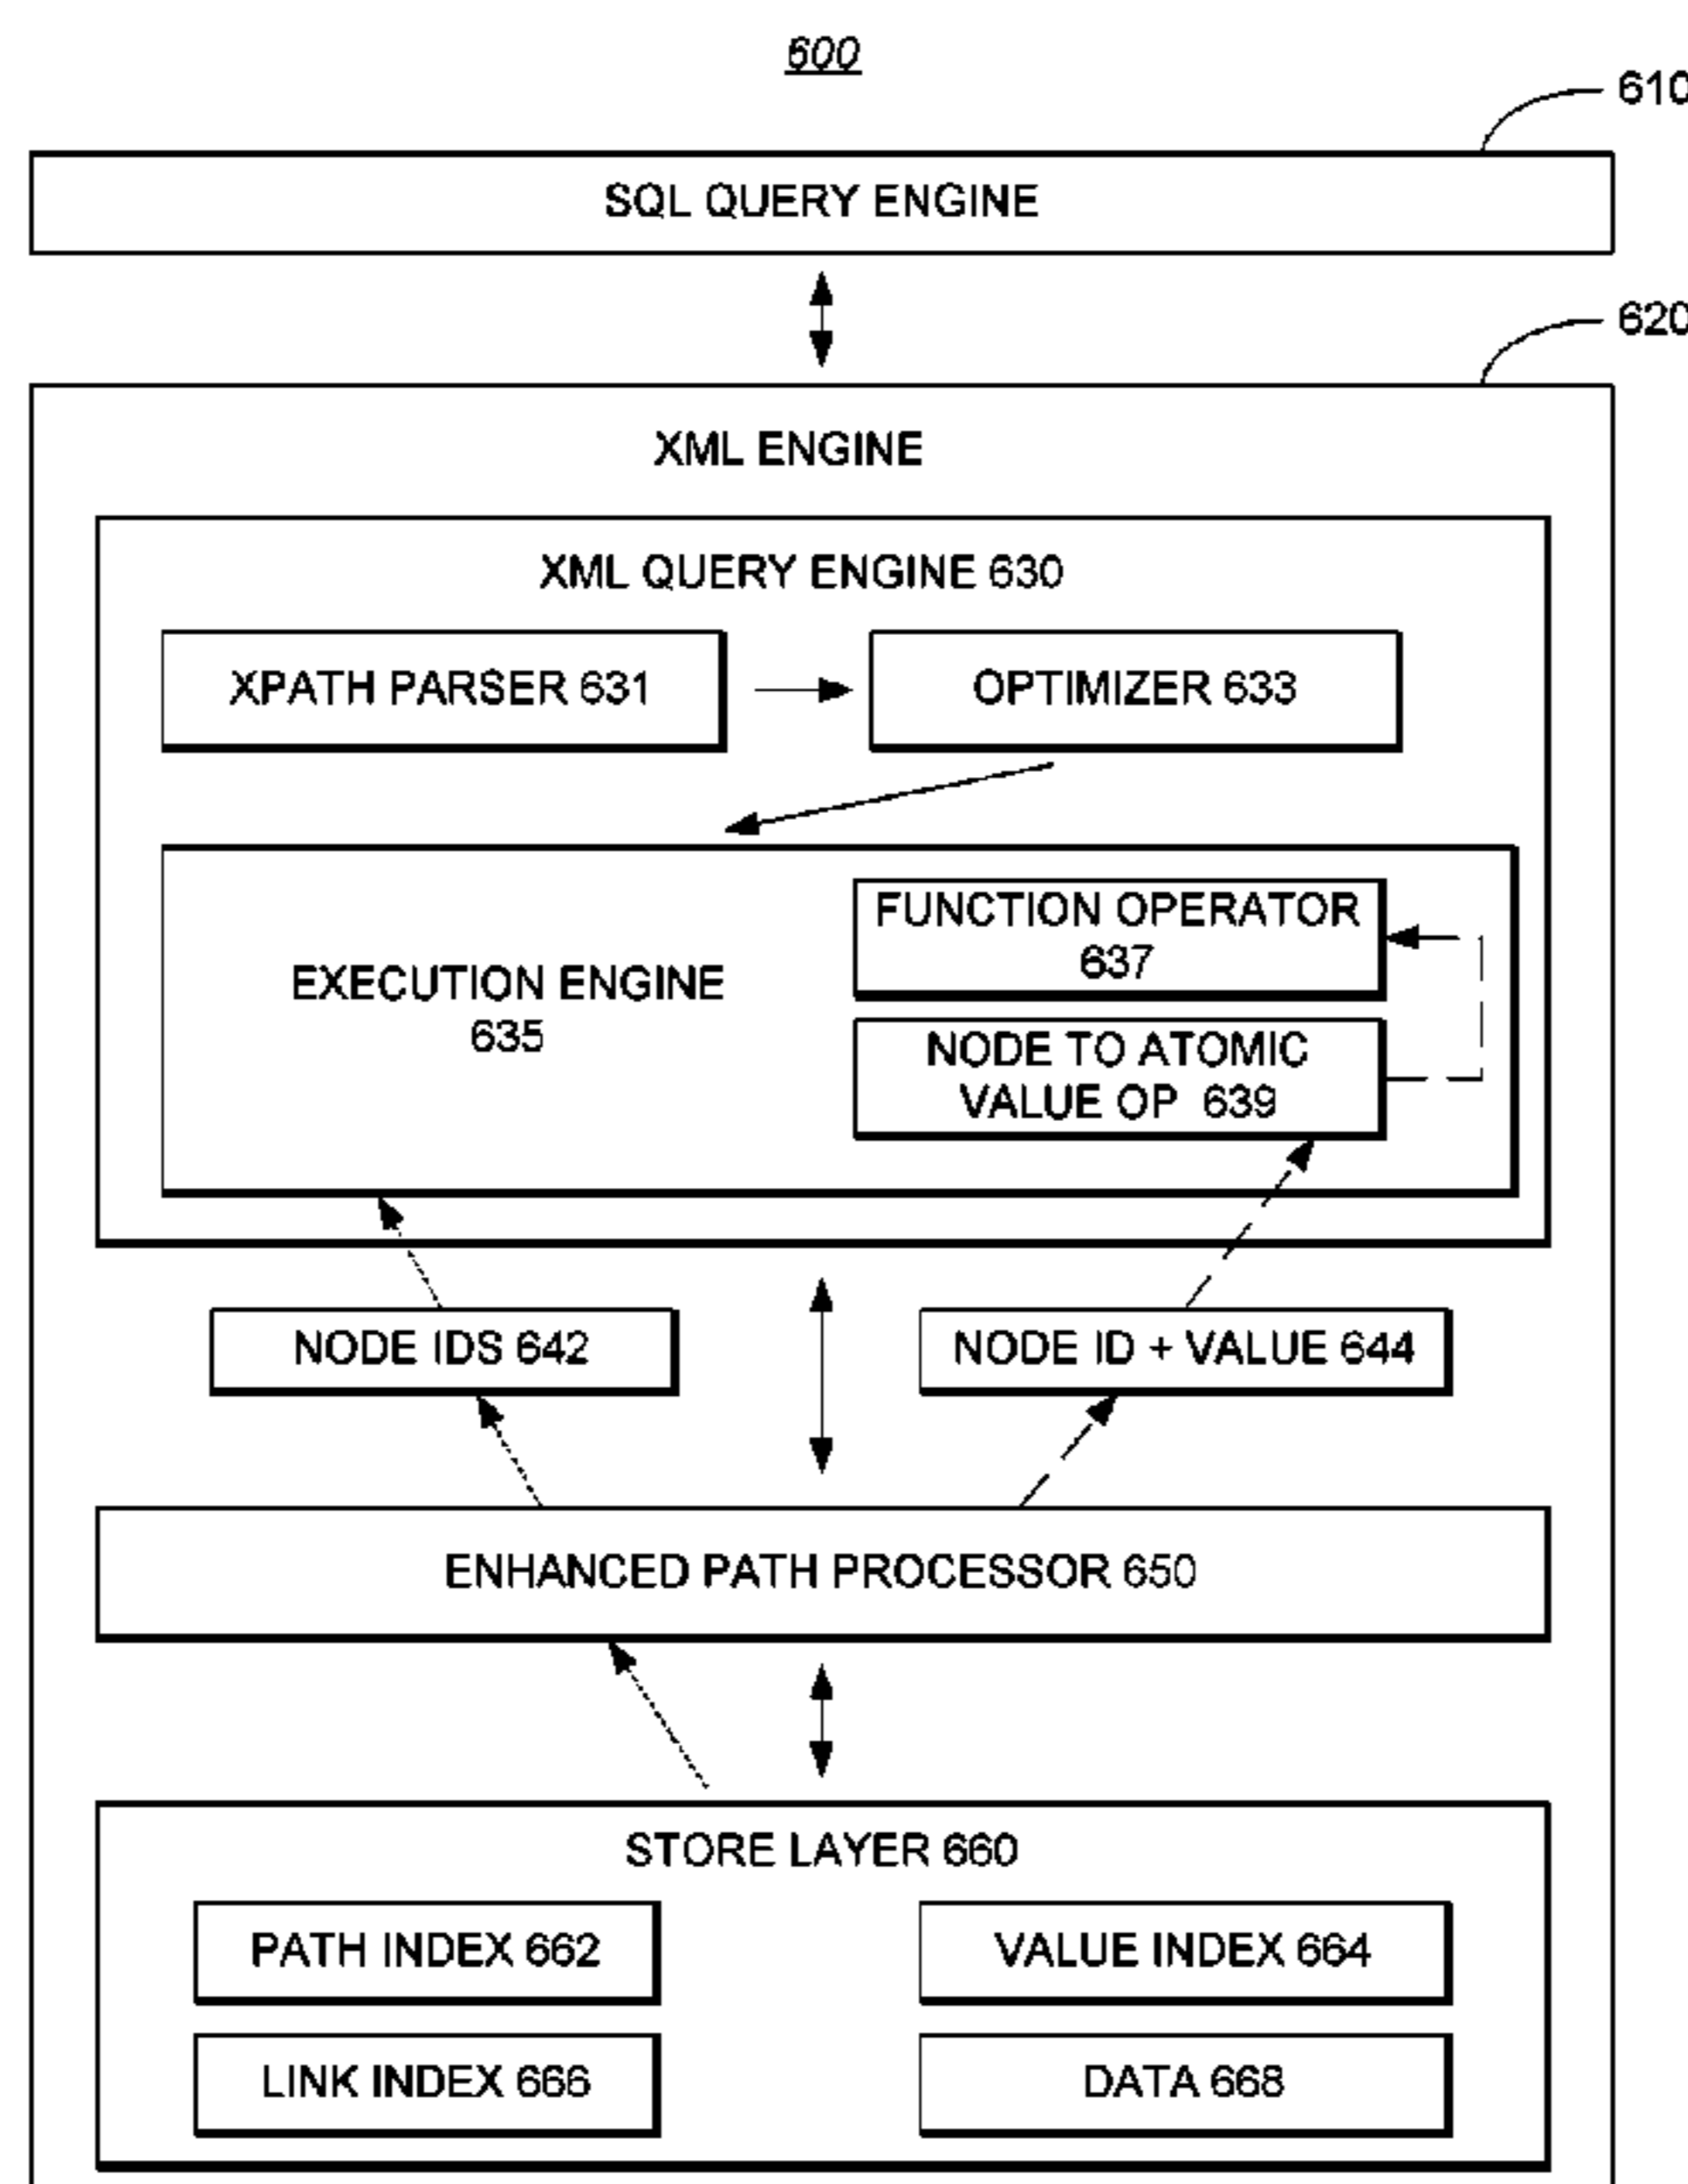 600
610
SQL QUERY ENGINE
620
XML ENGINE
XML QUERY ENGINE 630
XPATH PARSER 631
OPTIMIZER 633
EXECUTION ENGINE
635
FUNCTION OPERATOR
637
NODE TO ATOMIC
VALUE OP 639
NODE IDS 642
NODE ID + VALUE 644
ENHANCED PATH PROCESSOR 650
STORE LAYER 660
PATH INDEX 662
VALUE INDEX 664
LINK INDEX 666
DATA 668